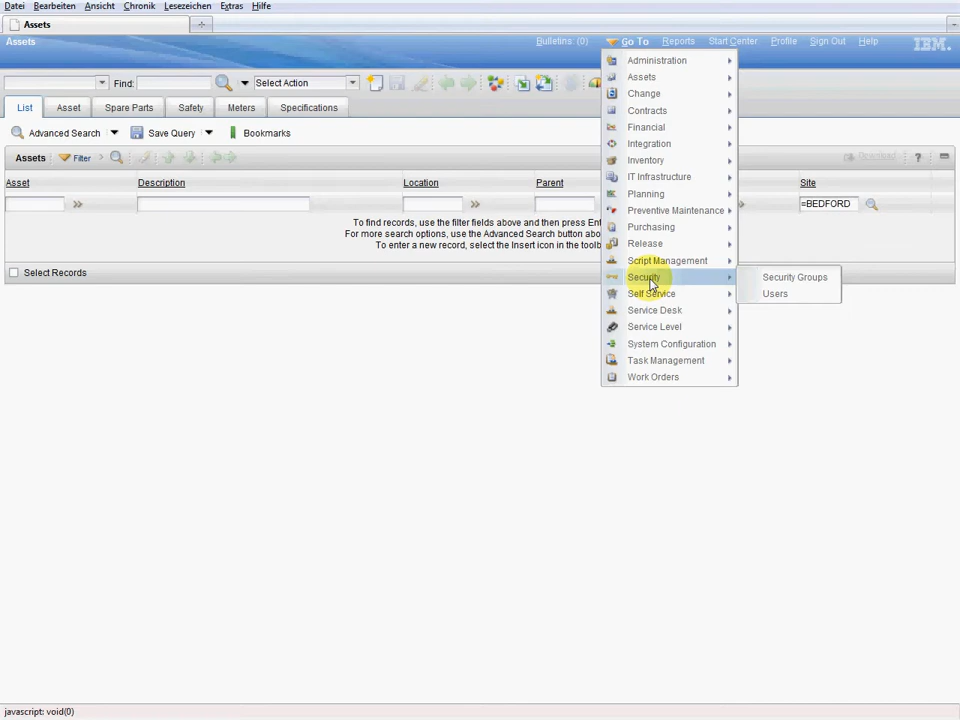 Datei Bearbeiten Ansicht Chronik Lesezeichen Extras Hilfe
Assets
Assets Bulletins: (0) Go To Reports Start Center Profile Sign Out Help IBM.
Find: Select Action
List Asset Spare Parts Safety Meters Specifications
Advanced Search Save Query Bookmarks
Assets Filter Download ?
Asset Description Location Parent Site
=BEDFORD
To find records, use the filter fields above and then press Ent
For more search options, use the Advanced Search button abov
To enter a new record, select the Insert icon in the toolb
Select Records
Administration
Assets
Change
Contracts
Financial
Integration
Inventory
IT Infrastructure
Planning
Preventive Maintenance
Purchasing
Release
Script Management
Security
Self Service
Service Desk
Service Level
System Configuration
Task Management
Work Orders
Security Groups
Users
javascript: void(0)